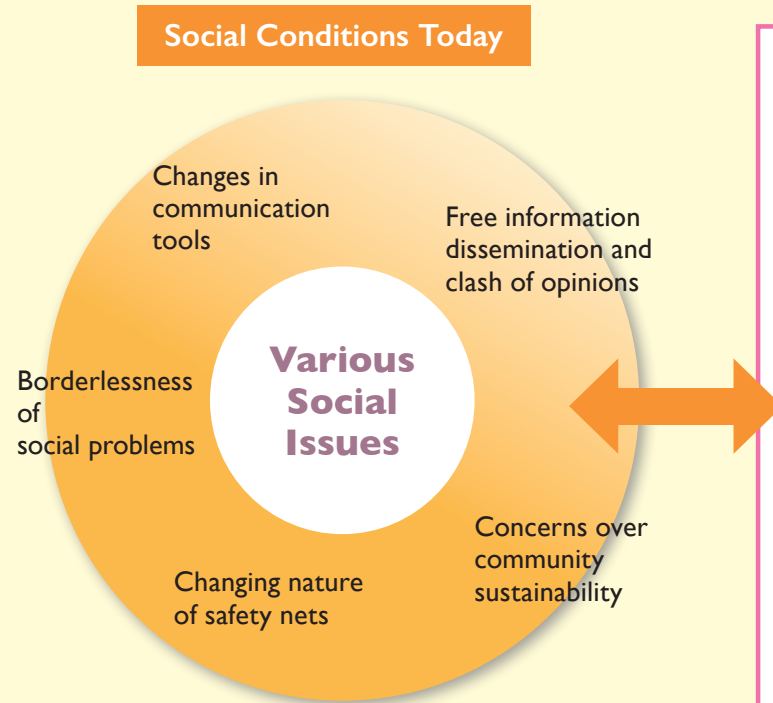 Social Conditions Today
Changes in
communication
tools
Free information
dissemination and
clash of opinions
Various
Social
Issues
Borderlessness
of
social problems
Concerns over
community
sustainability
Changing nature
of safety nets